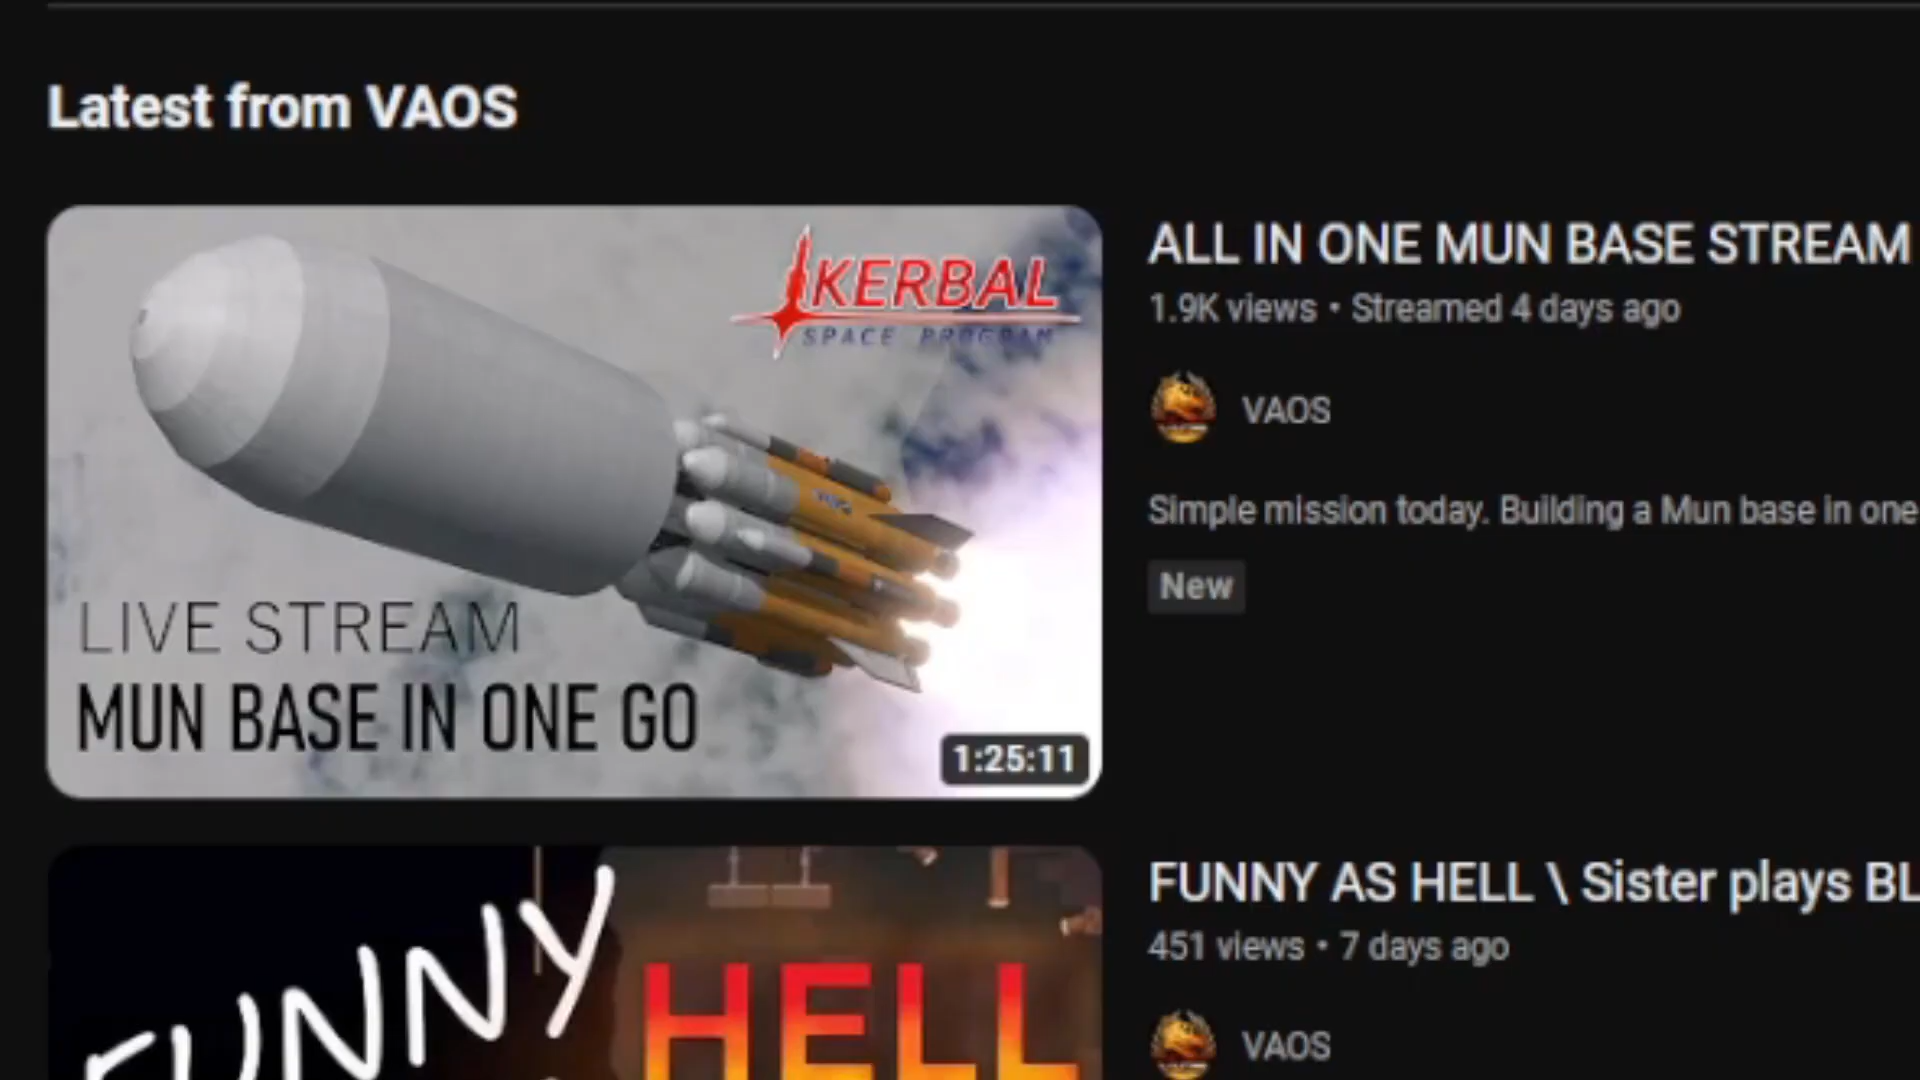 Latest from VAOS
KERBAL
SPACE PROGRAM
LIVE STREAM
MUN BASE IN ONE GO
1:25:11
ALL IN ONE MUN BASE STREAM
1.9K views • Streamed 4 days ago
VAOS
Simple mission today. Building a Mun base in one
New
FUNNY
HELL
FUNNY AS HELL \ Sister plays BL
451 views • 7 days ago
VAOS